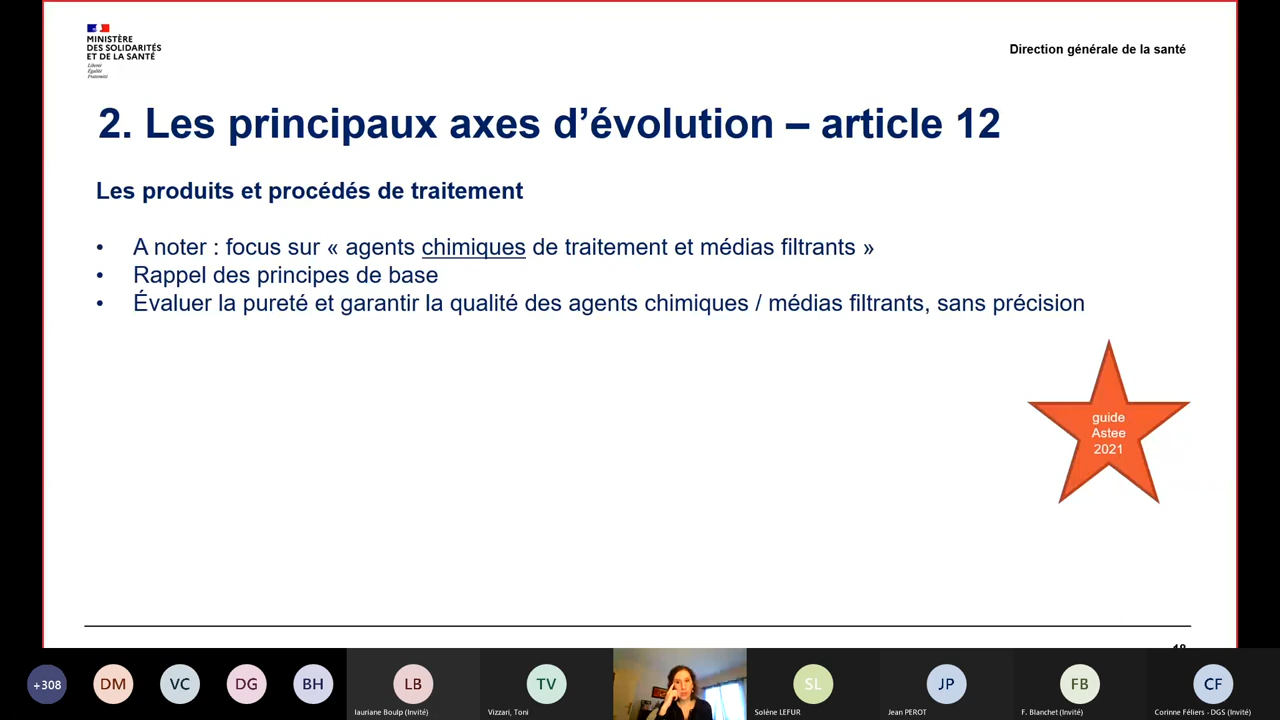 MINISTÈRE
DES SOLIDARITÉS
ET DE LA SANTÉ
Liberté
Égalité
Fraternité
Direction générale de la santé
2. Les principaux axes d’évolution – article 12
Les produits et procédés de traitement
• A noter : focus sur « agents chimiques de traitement et médias filtrants »
• Rappel des principes de base
• Évaluer la pureté et garantir la qualité des agents chimiques / médias filtrants, sans précision
guide
Astee
2021
+308
DM
VC
DG
BH
LB
lauriane Boulp (Invité)
TV
Vizzari, Toni
SL
Solène LEFUR
JP
Jean PEROT
FB
F. Blanchet (Invité)
CF
Corinne Féliers - DGS (Invité)